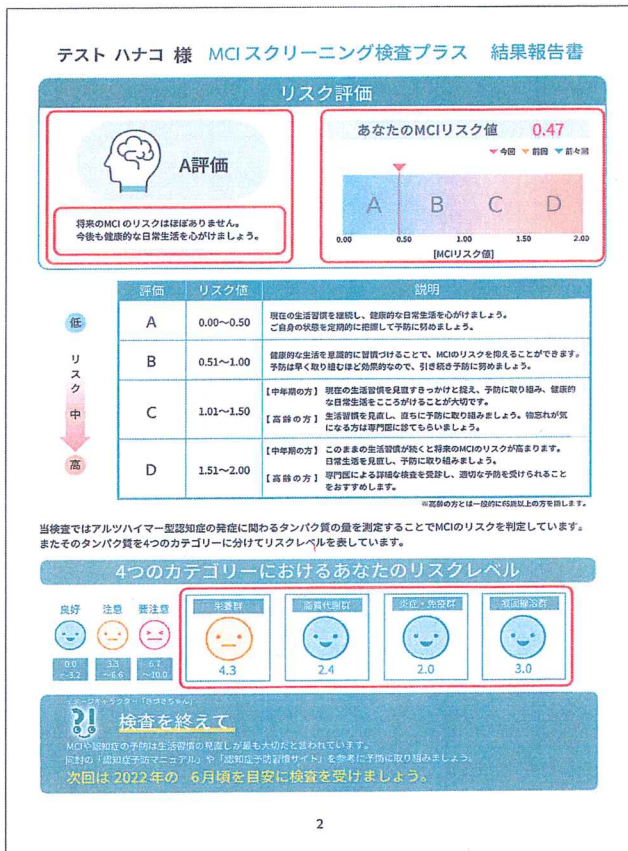 テスト ハナコ 様 MCIスクリーニング検査プラス 結果報告書
リスク評価
A評価
将来のMCIのリスクはほぼありません。
今後も健康的な日常生活を心がけましょう。
あなたのMCIリスク値 0.47
▼今回 ▼前回 ▼前々回
A B C D
0.00 0.50 1.00 1.50 2.00
[MCIリスク値]
低
リスク
中
高
評価 リスク値 説明
A 0.00～0.50 現在の生活習慣を継続し、健康的な日常生活を心がけましょう。
ご自身の状態を定期的に把握して予防に努めましょう。
B 0.51～1.00 健康的な生活を意識的に習慣づけることで、MCIのリスクを抑えることができます。
予防は早く取り組むほど効果的なので、引き続き予防に努めましょう。
C 1.01～1.50 【中年期の方】 現在の生活習慣を見直すきっかけと捉え、予防に取り組み、健康的
な日常生活をこころがけることが大切です。
【高齢の方】 生活習慣を見直し、直ちに予防に取り組みましょう。物忘れが気
になる方は専門医に診てもらいましょう。
D 1.51～2.00 【中年期の方】 このままの生活習慣が続くと将来のMCIのリスクが高まります。
日常生活を見直し、予防に取り組みましょう。
【高齢の方】 専門医による詳細な検査を受診し、適切な予防を受けられること
をおすすめします。
※高齢の方とは一般的に65歳以上の方を指します。
当検査ではアルツハイマー型認知症の発症に関わるタンパク質の量を測定することでMCIのリスクを判定しています。
またそのタンパク質を4つのカテゴリーに分けてリスクレベルを表しています。
4つのカテゴリーにおけるあなたのリスクレベル
良好 注意 要注意
0.0～3.2 3.3～6.6 6.7～10.0
栄養群 脂質代謝群 炎症・免疫群 凝固線溶群
4.3 2.4 2.0 3.0
検査を終えて
MCIや認知症の予防は生活習慣の見直しが最も大切だと言われています。
同封の「認知症予防マニュアル」や「認知症予防習慣サイト」を参考に予防に取り組みましょう。
次回は 2022年の 6月頃を目安に検査を受けましょう。
2